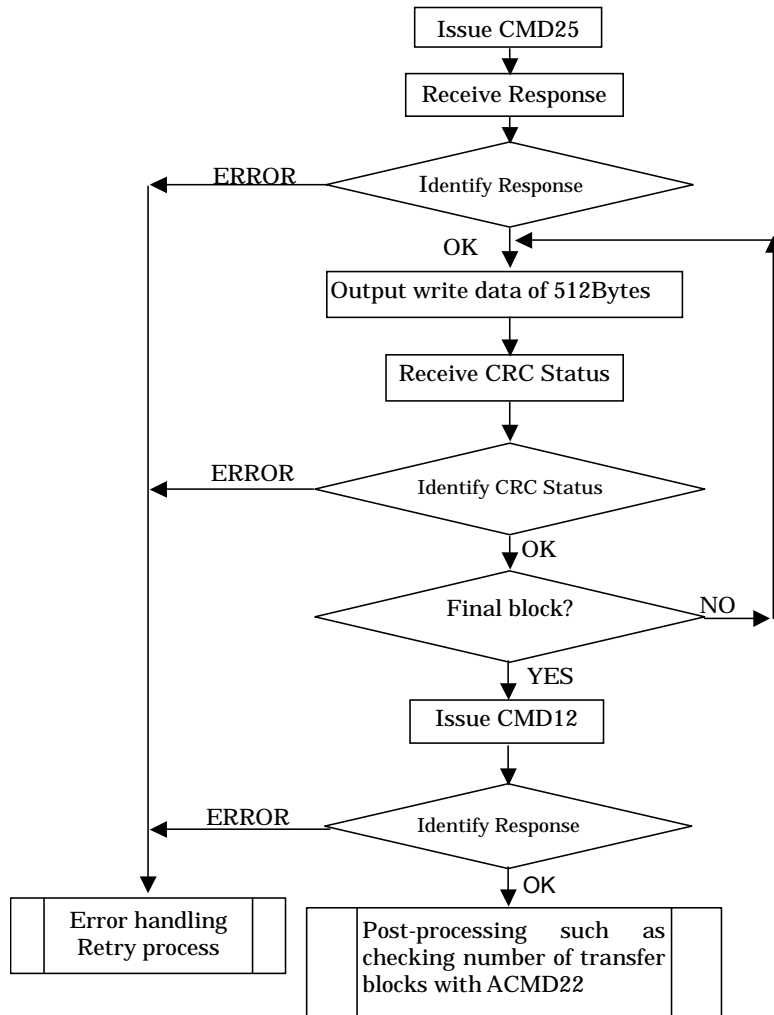 Issue CMD25
Receive Response
ERROR
Identify Response
OK
Output write data of 512Bytes
Receive CRC Status
ERROR
Identify CRC Status
OK
Final block?
NO
YES
Issue CMD12
ERROR
Identify Response
OK
Error handling
Retry process
Post-processing such as
checking number of transfer
blocks with ACMD22